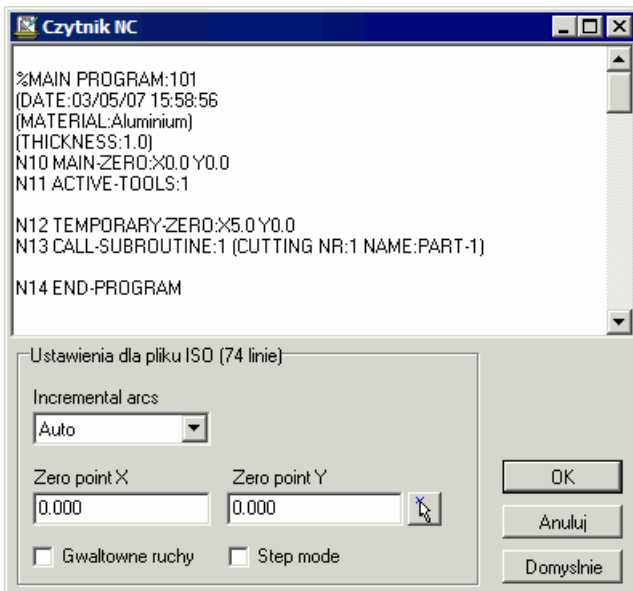 Czytnik NC
%MAIN PROGRAM:101
(DATE:03/05/07 15:58:56
(MATERIAL:Aluminium)
(THICKNESS:1.0)
N10 MAIN-ZERO:X0.0 Y0.0
N11 ACTIVE-TOOLS:1
N12 TEMPORARY-ZERO:X5.0 Y0.0
N13 CALL-SUBROUTINE:1 (CUTTING NR:1 NAME:PART-1)
N14 END-PROGRAM
Ustawienia dla pliku ISO (74 linie)
Incremental arcs
Auto
Zero point X Zero point Y
0.000 0.000
Gwaltowne ruchy Step mode
OK
Anuluj
Domyslnie